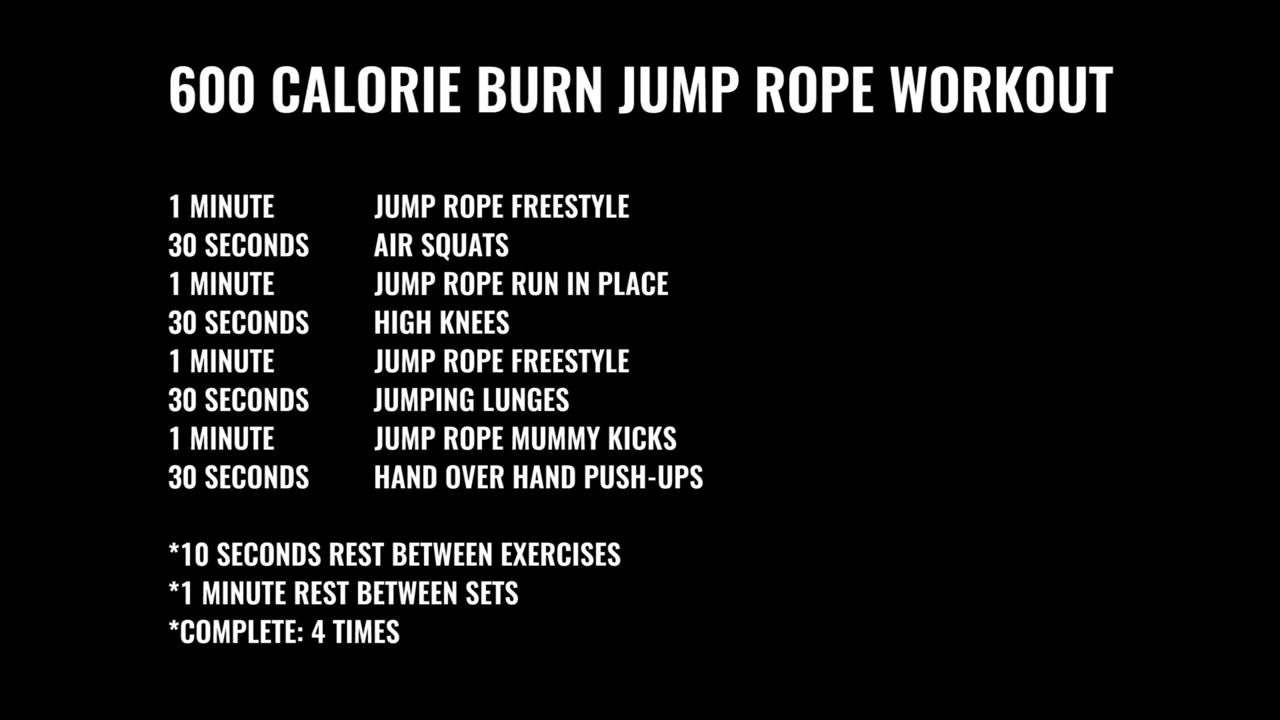 600 CALORIE BURN JUMP ROPE WORKOUT
1 MINUTE JUMP ROPE FREESTYLE
30 SECONDS AIR SQUATS
1 MINUTE JUMP ROPE RUN IN PLACE
30 SECONDS HIGH KNEES
1 MINUTE JUMP ROPE FREESTYLE
30 SECONDS JUMPING LUNGES
1 MINUTE JUMP ROPE MUMMY KICKS
30 SECONDS HAND OVER HAND PUSH-UPS
*10 SECONDS REST BETWEEN EXERCISES
*1 MINUTE REST BETWEEN SETS
*COMPLETE: 4 TIMES